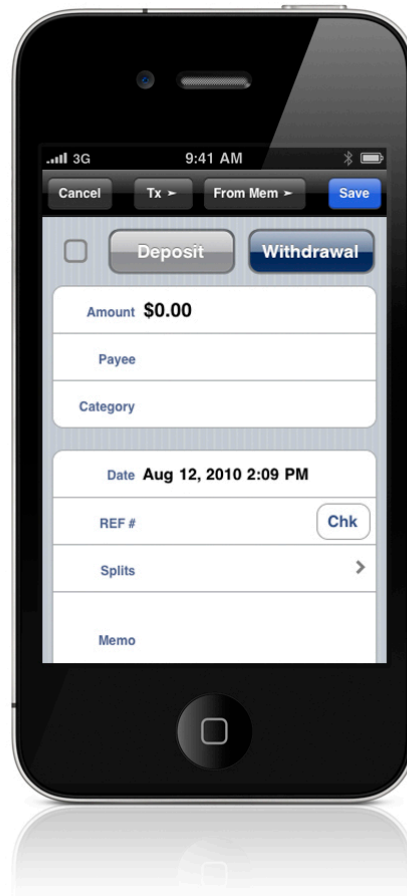 3G 9:41 AM
Cancel Tx ➢ From Mem ➢ Save
Deposit Withdrawal
Amount $0.00
Payee
Category
Date Aug 12, 2010 2:09 PM
REF # Chk
Splits
Memo